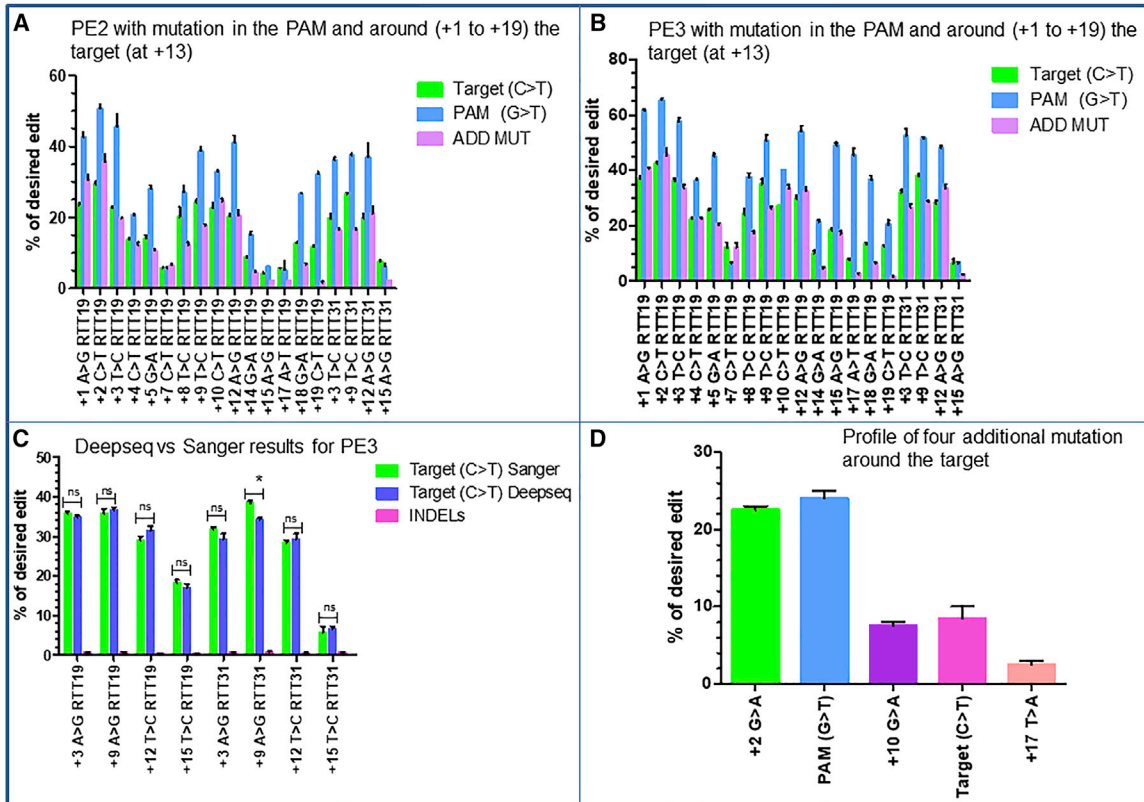 A
PE2 with mutation in the PAM and around (+1 to +19) the
target (at +13)
Target (C>T)
PAM (G>T)
ADD MUT
% of desired edit
60
40
20
0
+1 A>G RTT19
+2 C>T RTT19
+3 T>C RTT19
+4 C>T RTT19
+5 G>A RTT19
+7 C>T RTT19
+8 T>C RTT19
+9 T>C RTT19
+10 C>T RTT19
+12 A>G RTT19
+14 G>A RTT19
+15 A>G RTT19
+17 A>T RTT19
+18 G>A RTT19
+19 C>T RTT19
+3 T>C RTT31
+9 T>C RTT31
+12 A>G RTT31
+15 A>G RTT31
B
PE3 with mutation in the PAM and around (+1 to +19) the
target (at +13)
Target (C>T)
PAM (G>T)
ADD MUT
% of desired edit
80
60
40
20
0
+1 A>G RTT19
+2 C>T RTT19
+3 T>C RTT19
+4 C>T RTT19
+5 G>A RTT19
+7 C>T RTT19
+8 T>C RTT19
+9 T>C RTT19
+10 C>T RTT19
+12 A>G RTT19
+14 G>A RTT19
+15 A>G RTT19
+17 A>T RTT19
+18 G>A RTT19
+19 C>T RTT19
+3 T>C RTT31
+9 T>C RTT31
+12 A>G RTT31
+15 A>G RTT31
C
Deepseq vs Sanger results for PE3
Target (C>T) Sanger
Target (C>T) Deepseq
INDELs
% of desired edit
50
40
30
20
10
0
ns
ns
ns
ns
ns
*
ns
ns
+3 A>G RTT19
+9 A>G RTT19
+12 T>C RTT19
+15 T>C RTT19
+3 A>G RTT31
+9 A>G RTT31
+12 T>C RTT31
+15 T>C RTT31
D
Profile of four additional mutation
around the target
% of desired edit
30
20
10
0
+2 G>A
PAM (G>T)
+10 G>A
Target (C>T)
+17 T>A